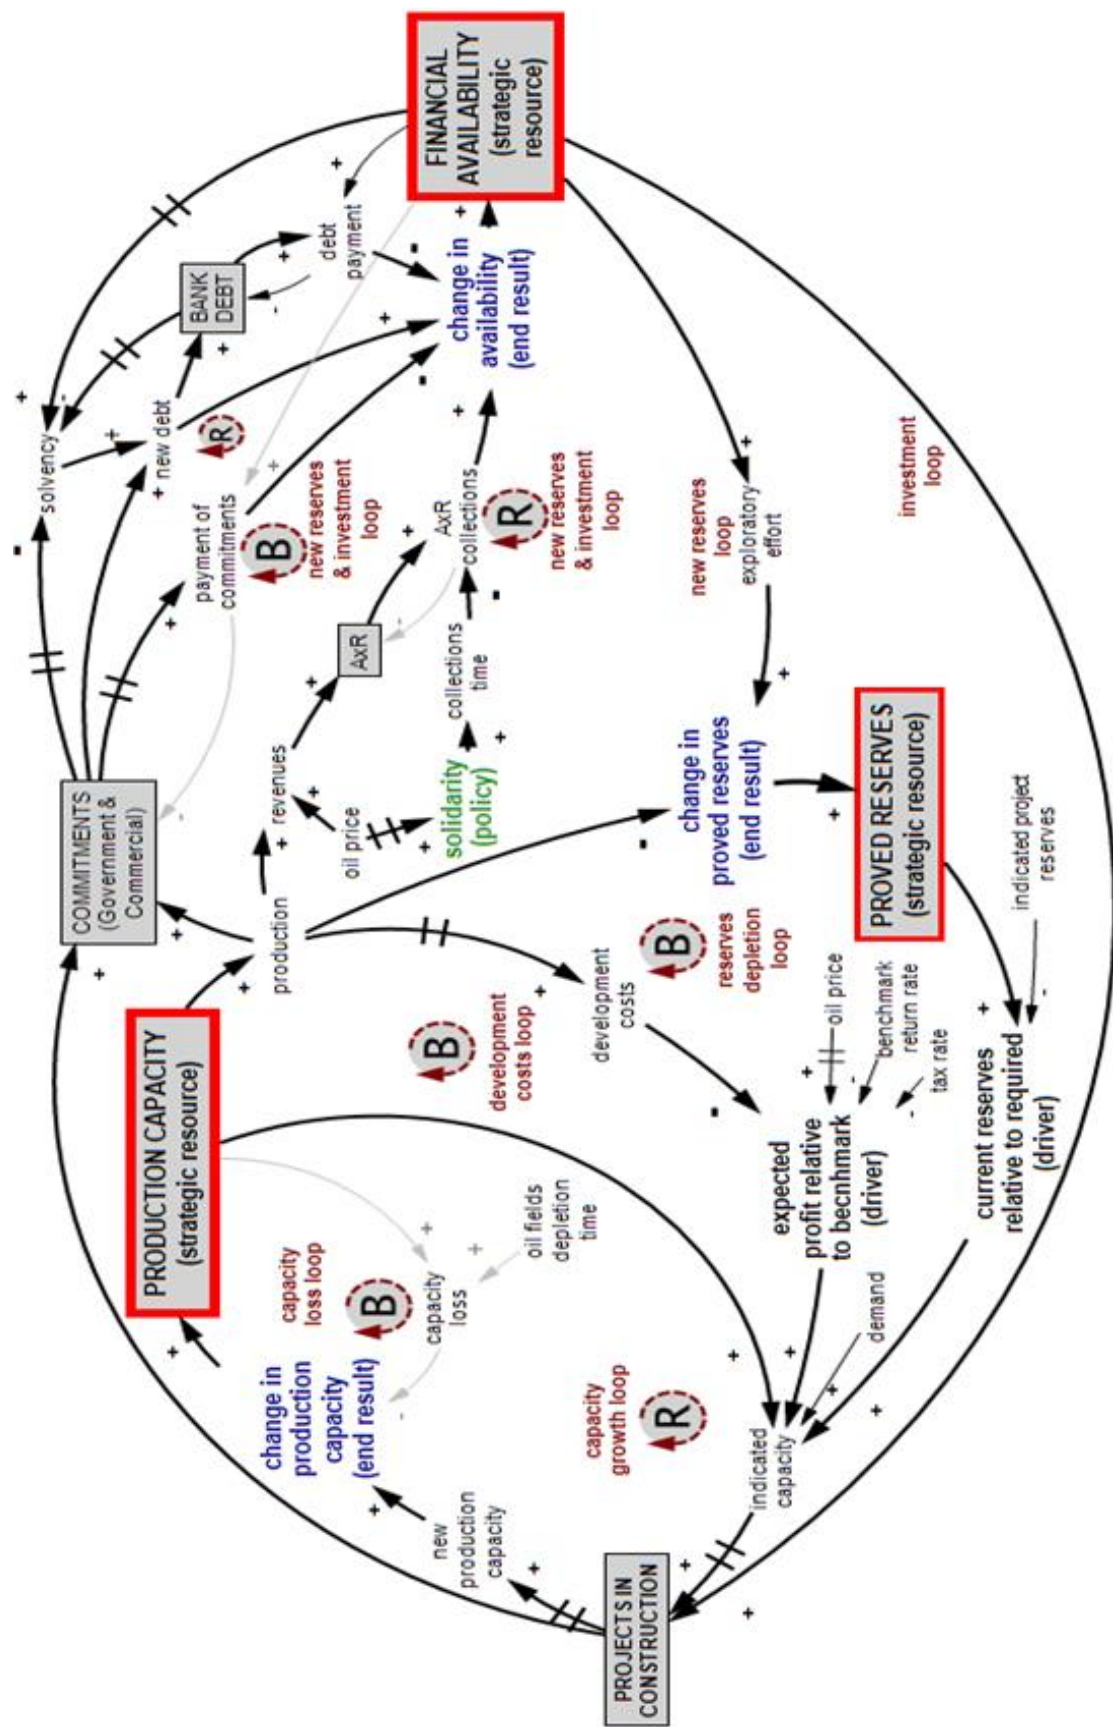 PROJECTS IN
CONSTRUCTION
new
production
capacity
change in
production
capacity
(end result)
PRODUCTION CAPACITY
(strategic resource)
capacity
loss loop
B
capacity
loss
oil fields
depletion
time
capacity
growth loop
R
indicated
capacity
demand
expected
profit relative
to becnhmark
(driver)
oil price
benchmark
return rate
tax rate
current reserves
relative to required
(driver)
indicated project
reserves
PROVED RESERVES
(strategic resource)
change in
proved reserves
(end result)
B
reserves
depletion
loop
development
costs
B
development
costs loop
production
COMMITMENTS
(Government &
Commercial)
revenues
oil price
solidarity
(policy)
collections
time
AxR
AxR
collections
R
new reserves
& investment
loop
payment of
commitments
B
new reserves
& investment
loop
solvency
new debt
R
BANK
DEBT
debt
payment
change in
availability
(end result)
FINANCIAL
AVAILABILITY
(strategic
resource)
new reserves
loop
exploratory
effort
investment
loop